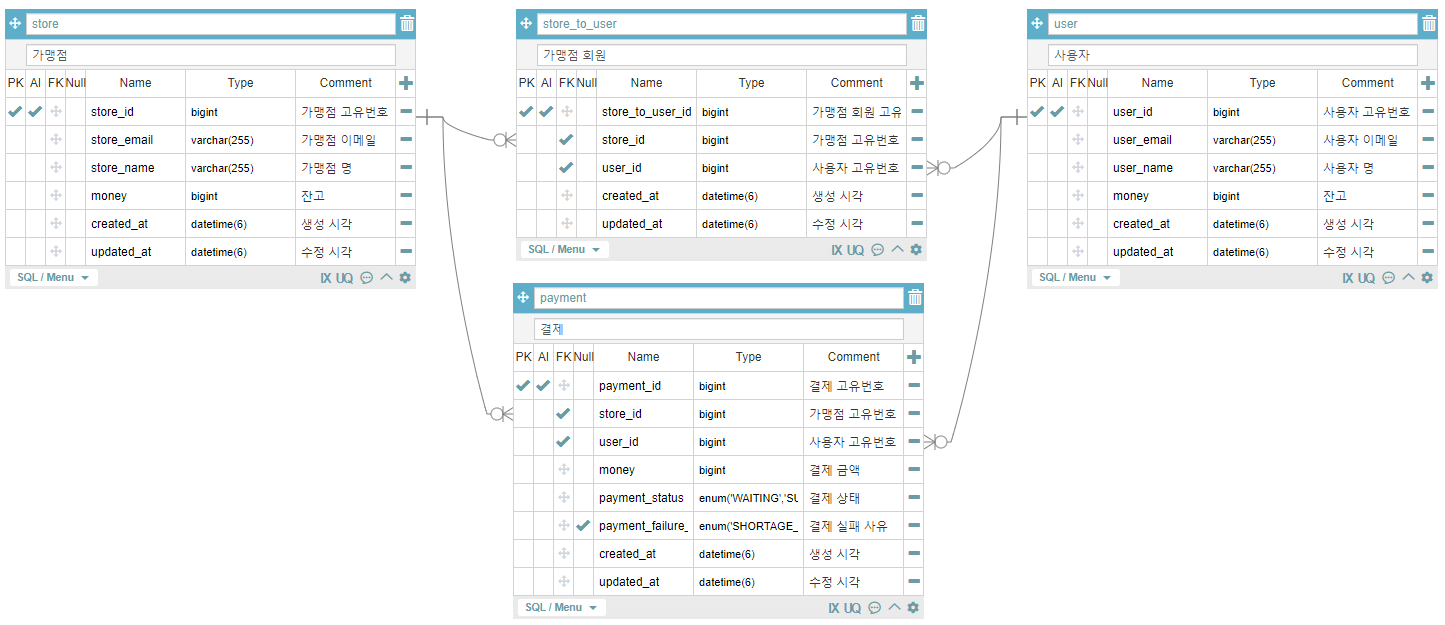 store
가맹점
PK AI FK Null Name Type Comment
store_id bigint 가맹점 고유번호
store_email varchar(255) 가맹점 이메일
store_name varchar(255) 가맹점 명
money bigint 잔고
created_at datetime(6) 생성 시각
updated_at datetime(6) 수정 시각
SQL / Menu IX UQ
store_to_user
가맹점 회원
PK AI FK Null Name Type Comment
store_to_user_id bigint 가맹점 회원 고유
store_id bigint 가맹점 고유번호
user_id bigint 사용자 고유번호
created_at datetime(6) 생성 시각
updated_at datetime(6) 수정 시각
SQL / Menu IX UQ
user
사용자
PK AI FK Null Name Type Comment
user_id bigint 사용자 고유번호
user_email varchar(255) 사용자 이메일
user_name varchar(255) 사용자 명
money bigint 잔고
created_at datetime(6) 생성 시각
updated_at datetime(6) 수정 시각
SQL / Menu IX UQ
payment
결제
PK AI FK Null Name Type Comment
payment_id bigint 결제 고유번호
store_id bigint 가맹점 고유번호
user_id bigint 사용자 고유번호
money bigint 결제 금액
payment_status enum('WAITING','SU 결제 상태
payment_failure_ enum('SHORTAGE_ 결제 실패 사유
created_at datetime(6) 생성 시각
updated_at datetime(6) 수정 시각
SQL / Menu IX UQ